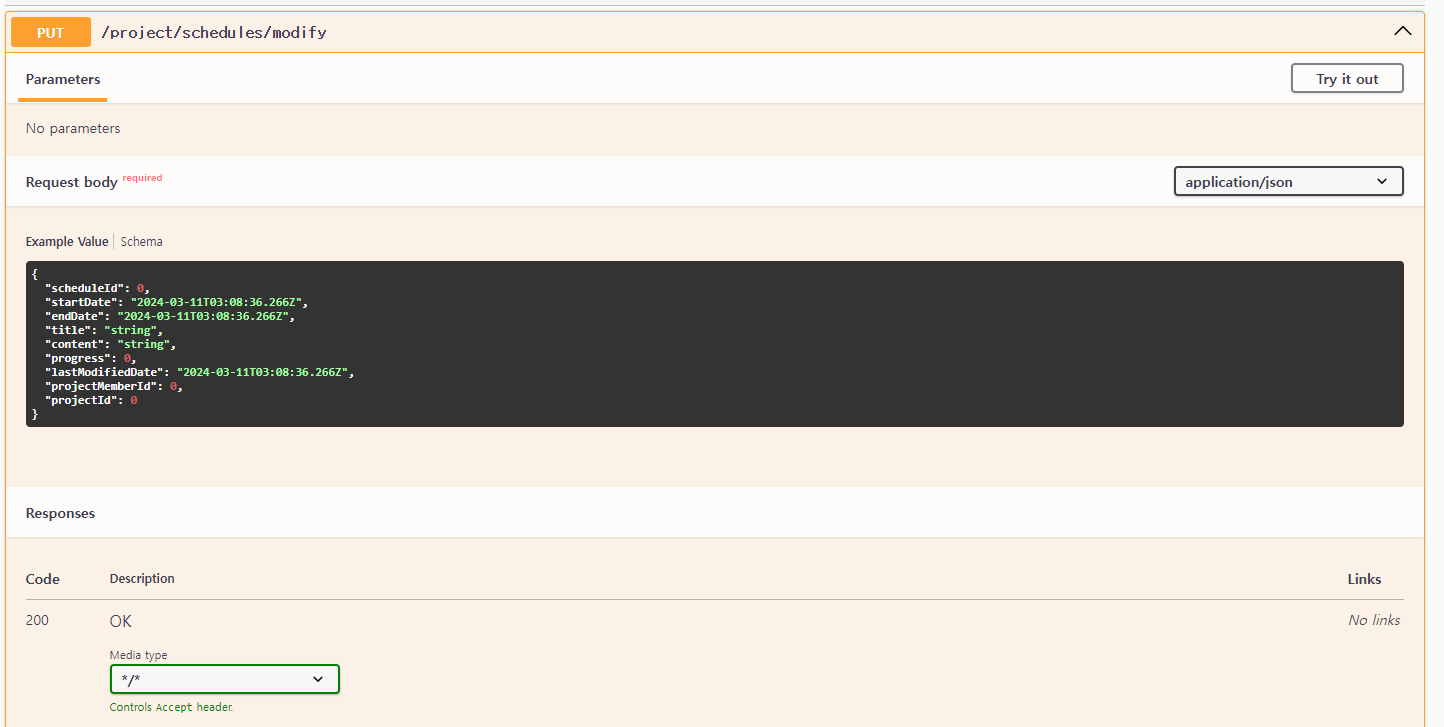 PUT /project/schedules/modify
Parameters
Try it out
No parameters
Request body required
application/json
Example Value Schema
{
"scheduleId": 0,
"startDate": "2024-03-11T03:08:36.266Z",
"endDate": "2024-03-11T03:08:36.266Z",
"title": "string",
"content": "string",
"progress": 0,
"lastModifiedDate": "2024-03-11T03:08:36.266Z",
"projectMemberId": 0,
"projectId": 0
}
Responses
Code Description Links
200 OK No links
Media type
*/*
Controls Accept header.